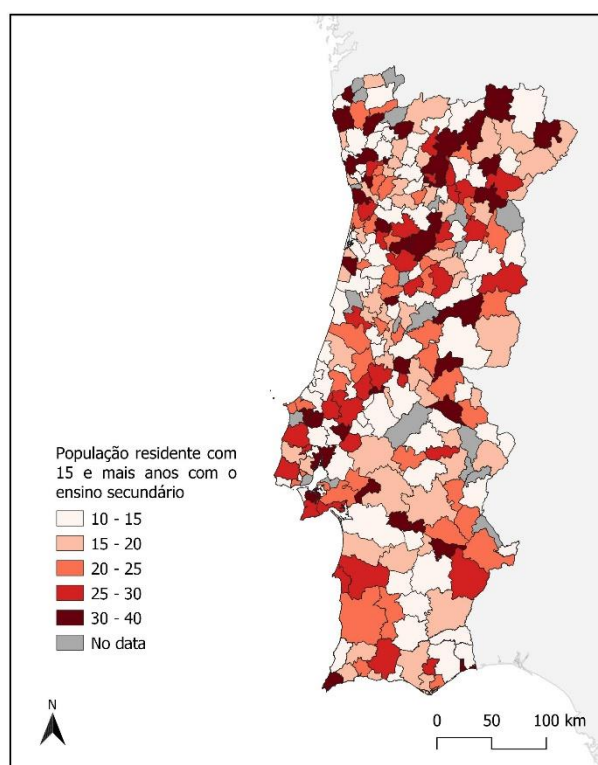 População residente com
15 e mais anos com o
ensino secundário
10 - 15
15 - 20
20 - 25
25 - 30
30 - 40
No data
N
0 50 100 km